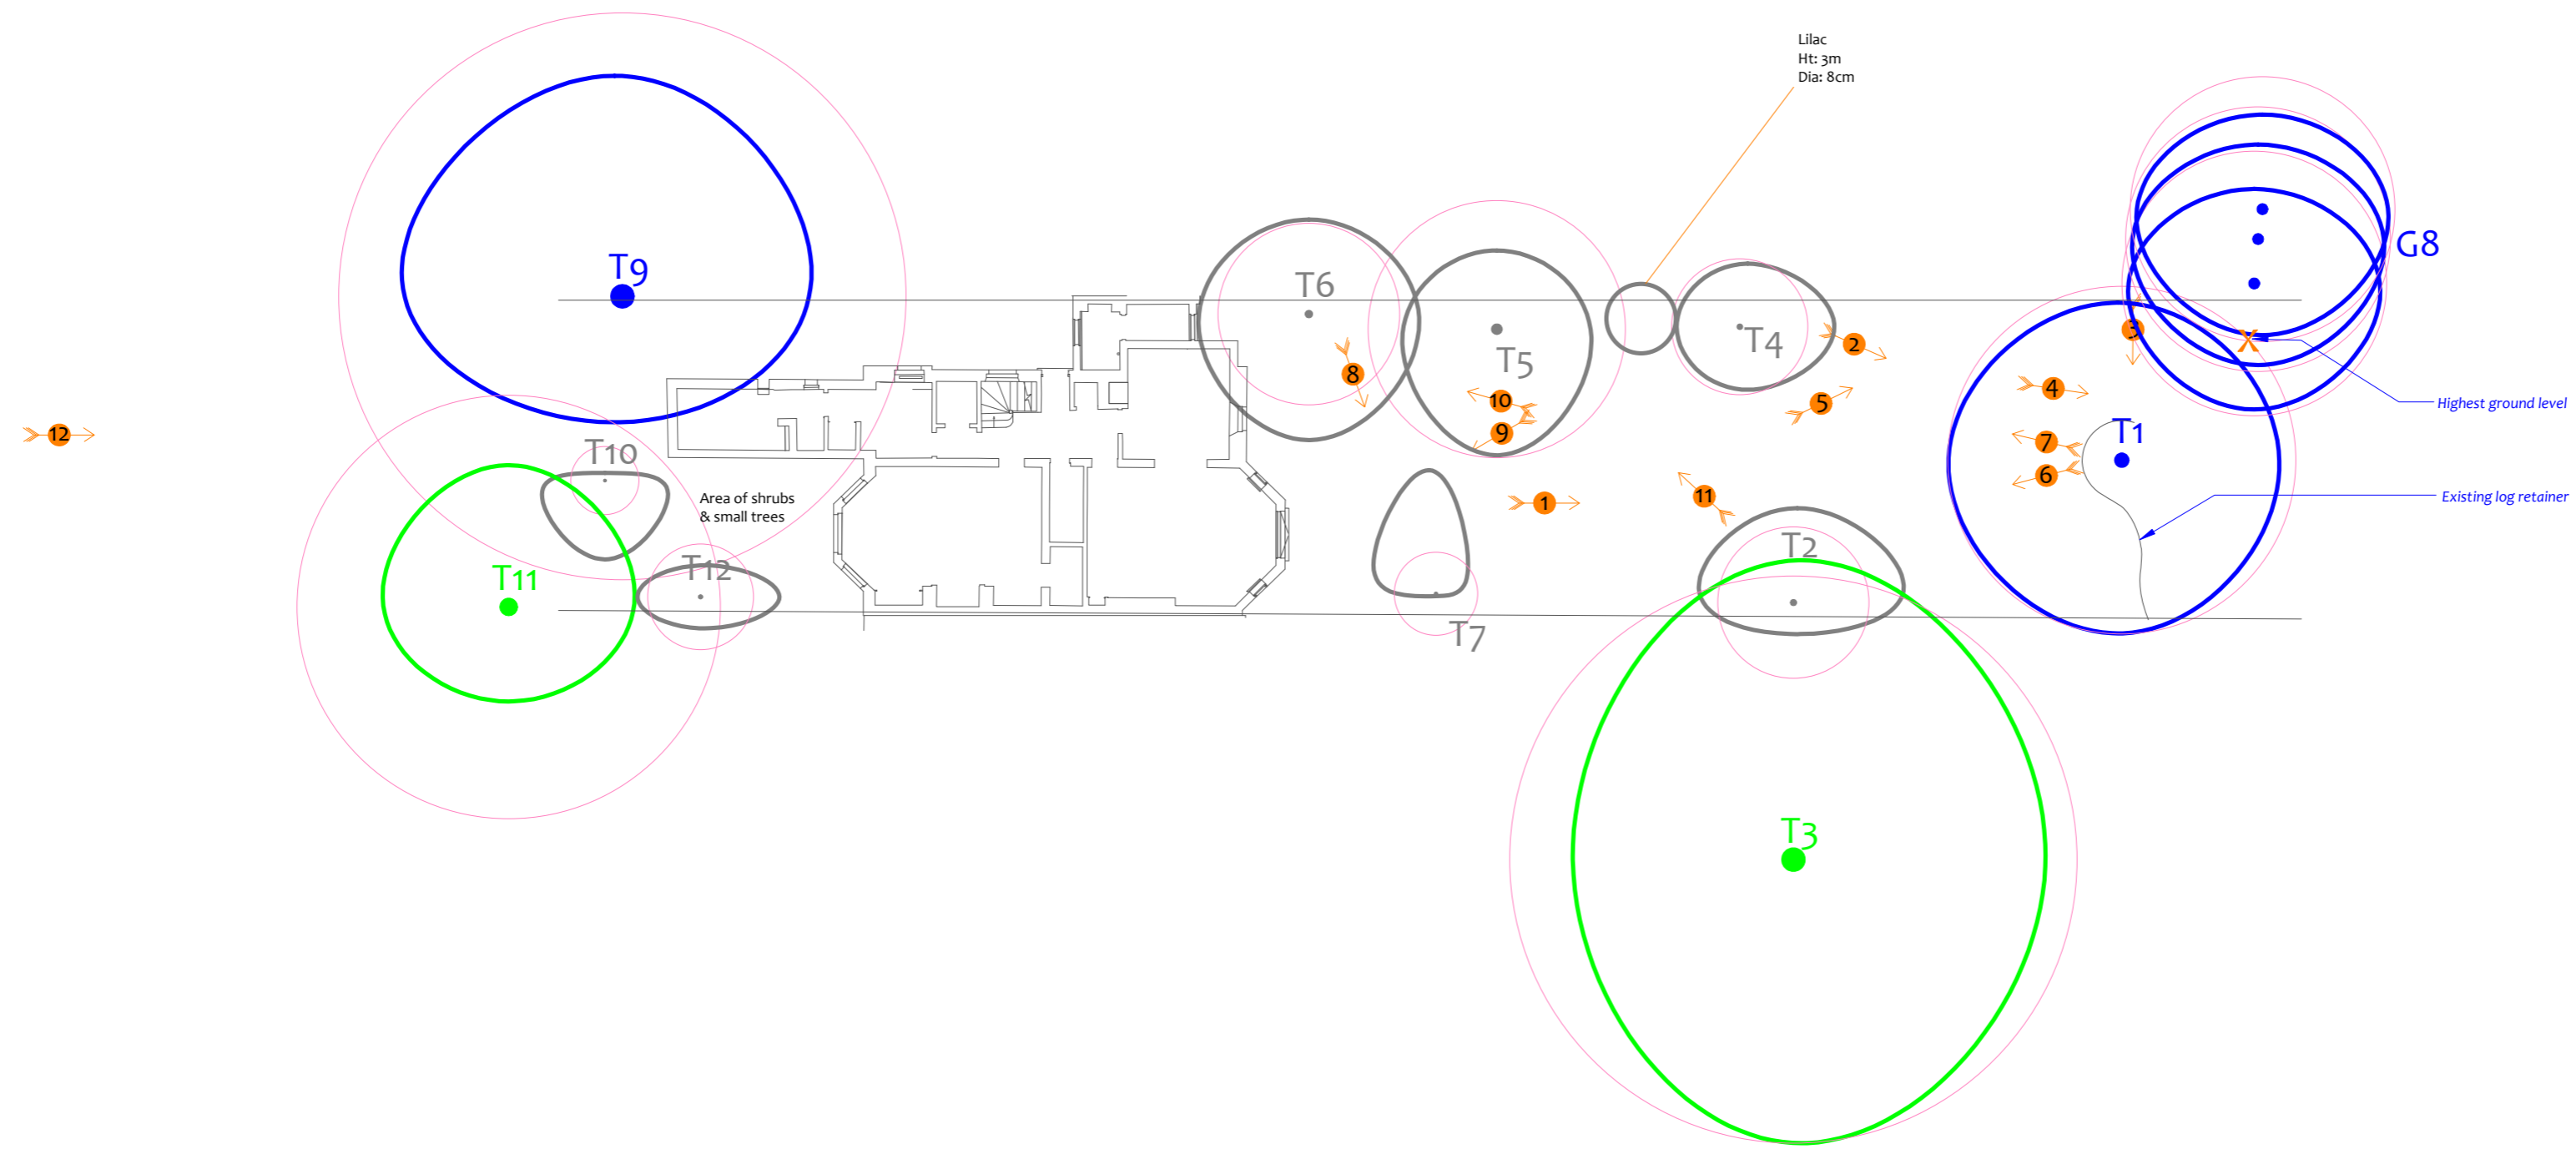 Lilac
Ht: 3m
Dia: 8cm
T9
T6
G8
T5
T4
2
3
8
4
10
5
9
Highest ground level
X
12
T10
T1
7
6
11
1
Existing log retainer
Area of shrubs
& small trees
T2
T12
T11
T7
T3